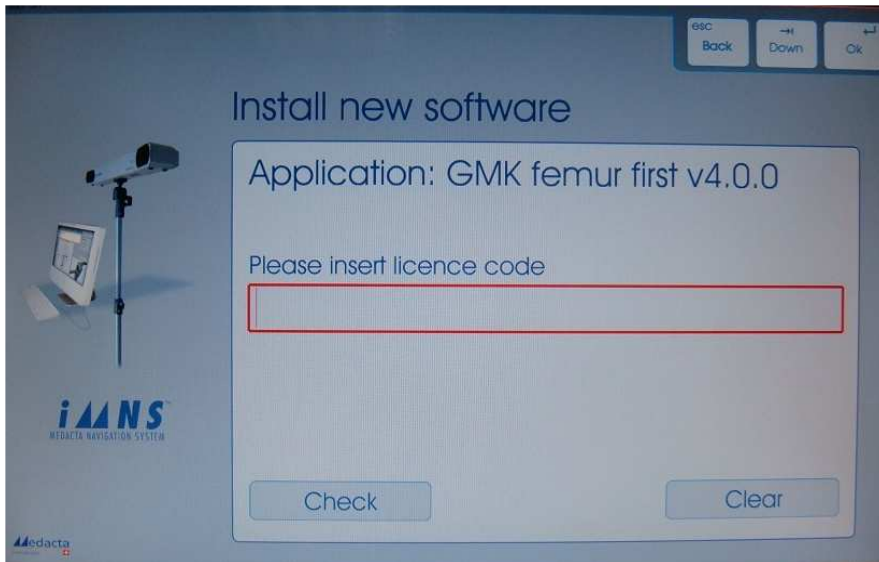 esc
Back
Down
Ok
Install new software
Application: GMK femur first v4.0.0
Please insert licence code
iMNS
MEDACTA NAVIGATION SYSTEM
Check
Clear
Medacta